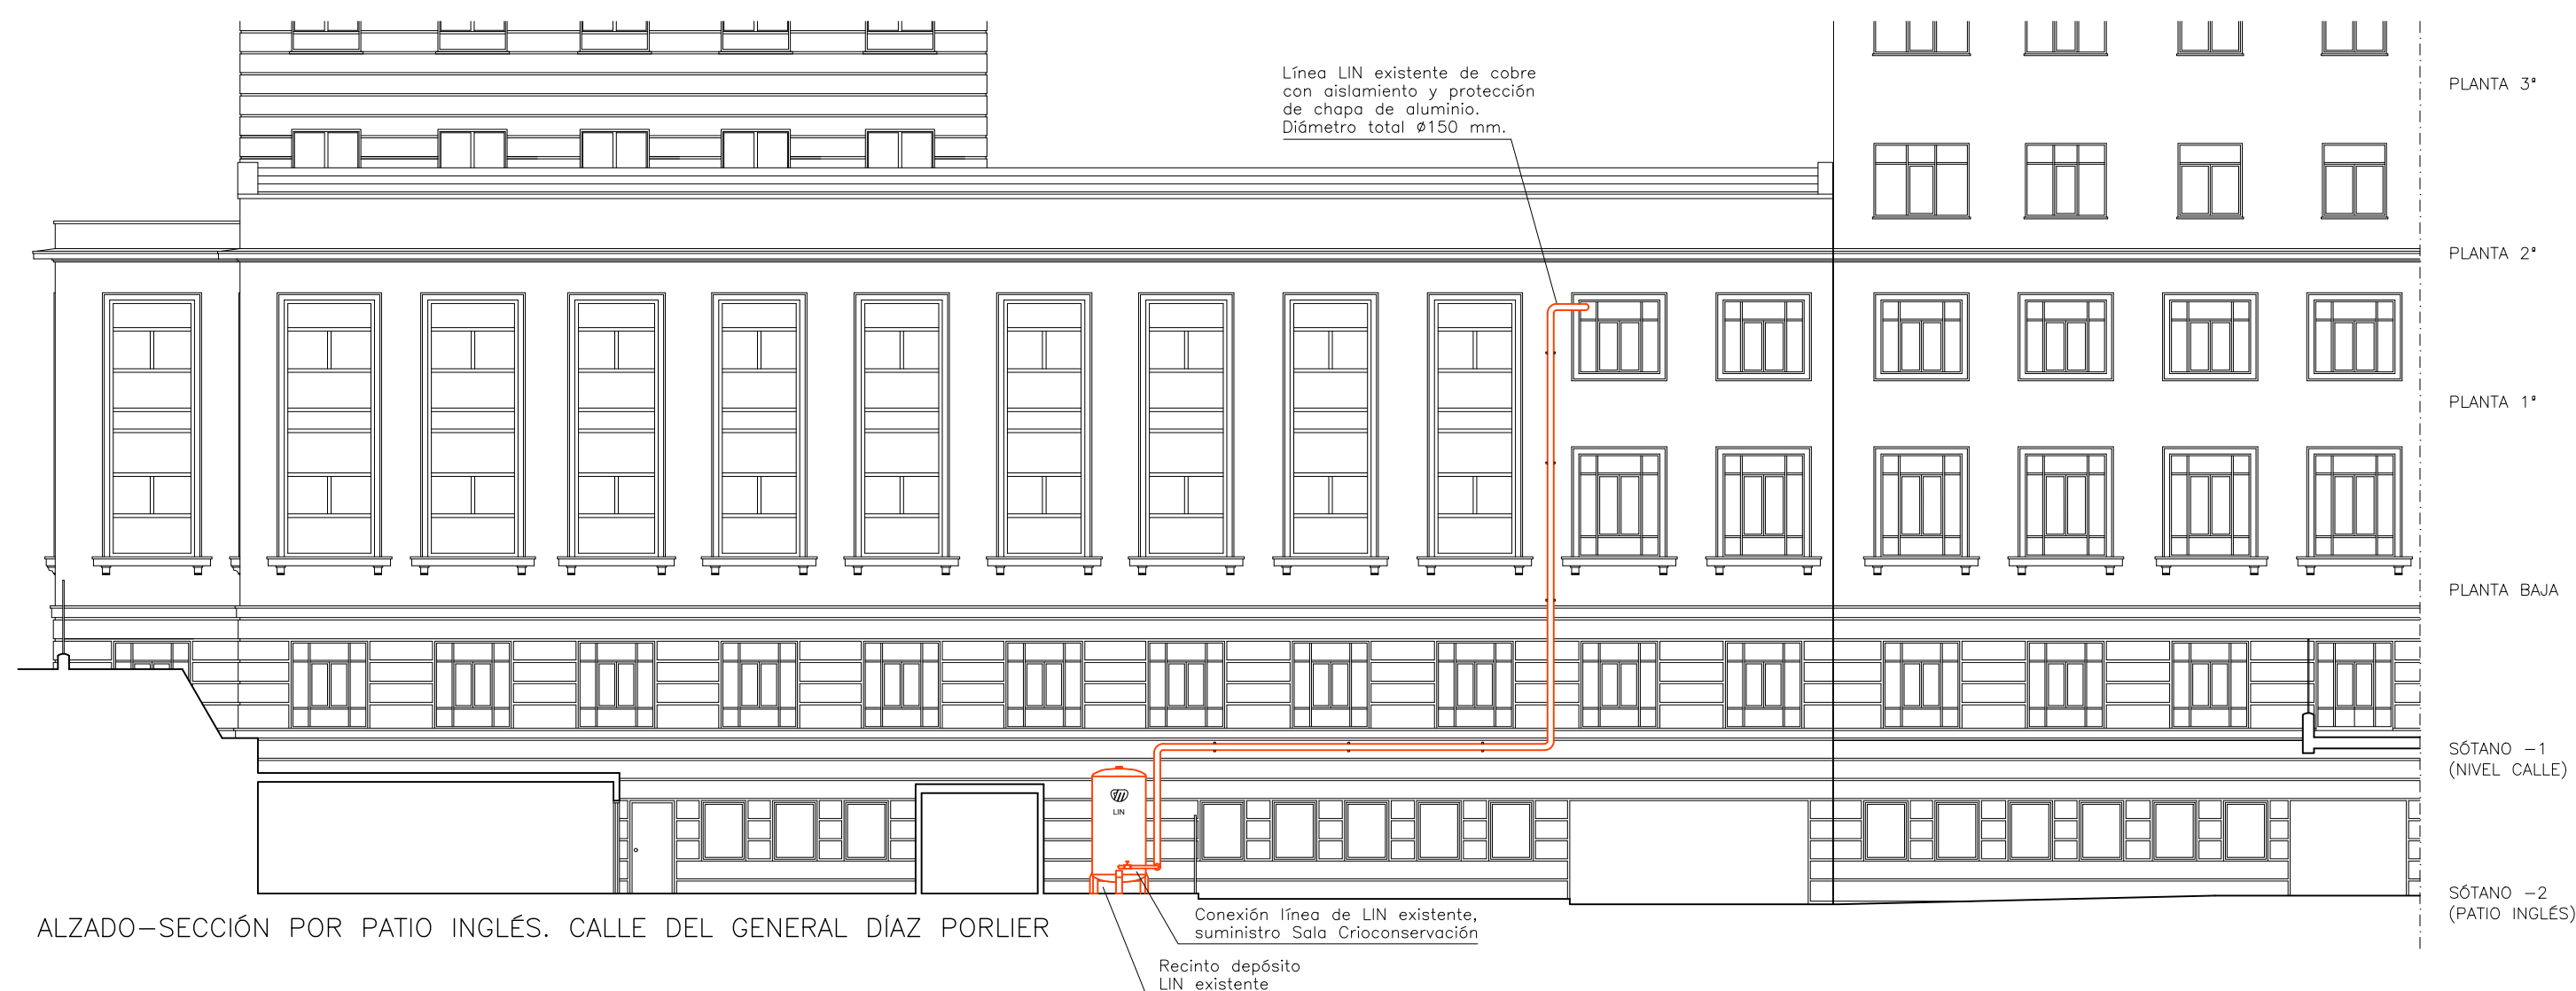 Línea LIN existente de cobre
con aislamiento y protección
de chapa de aluminio.
Diámetro total ø150 mm.
PLANTA 3ª
PLANTA 2ª
PLANTA 1ª
PLANTA BAJA
SÓTANO -1
(NIVEL CALLE)
SÓTANO -2
(PATIO INGLÉS)
LIN
Conexión línea de LIN existente,
suministro Sala Crioconservación
Recinto depósito
LIN existente
ALZADO-SECCIÓN POR PATIO INGLÉS. CALLE DEL GENERAL DÍAZ PORLIER